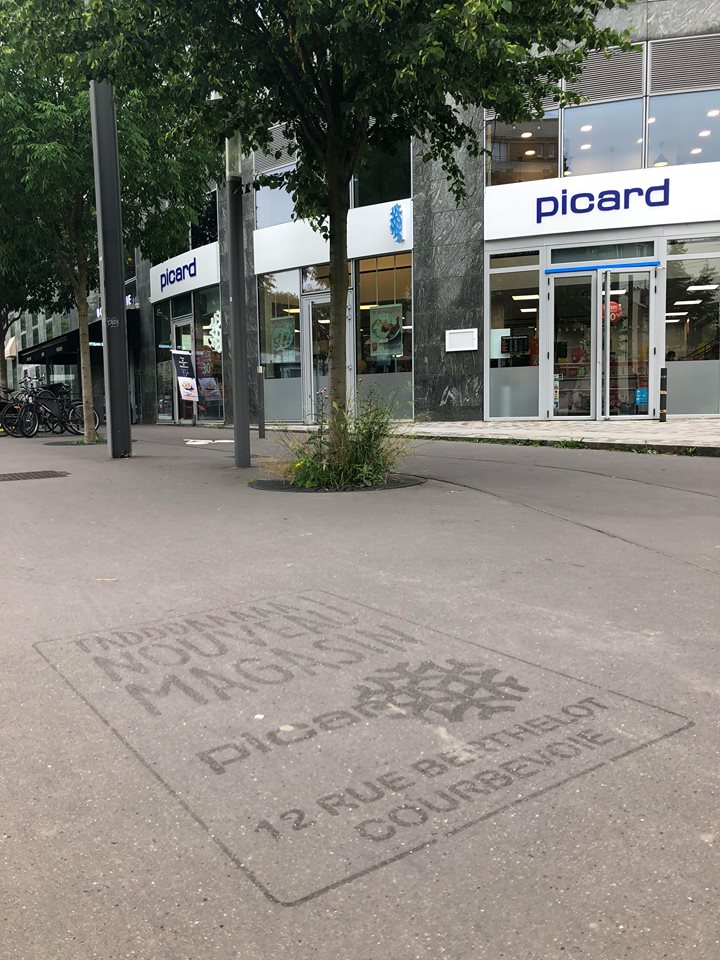 picard
picard
NOUVEAU
MAGASIN
picard
12 RUE BERTHELOT
COURBEVOIE